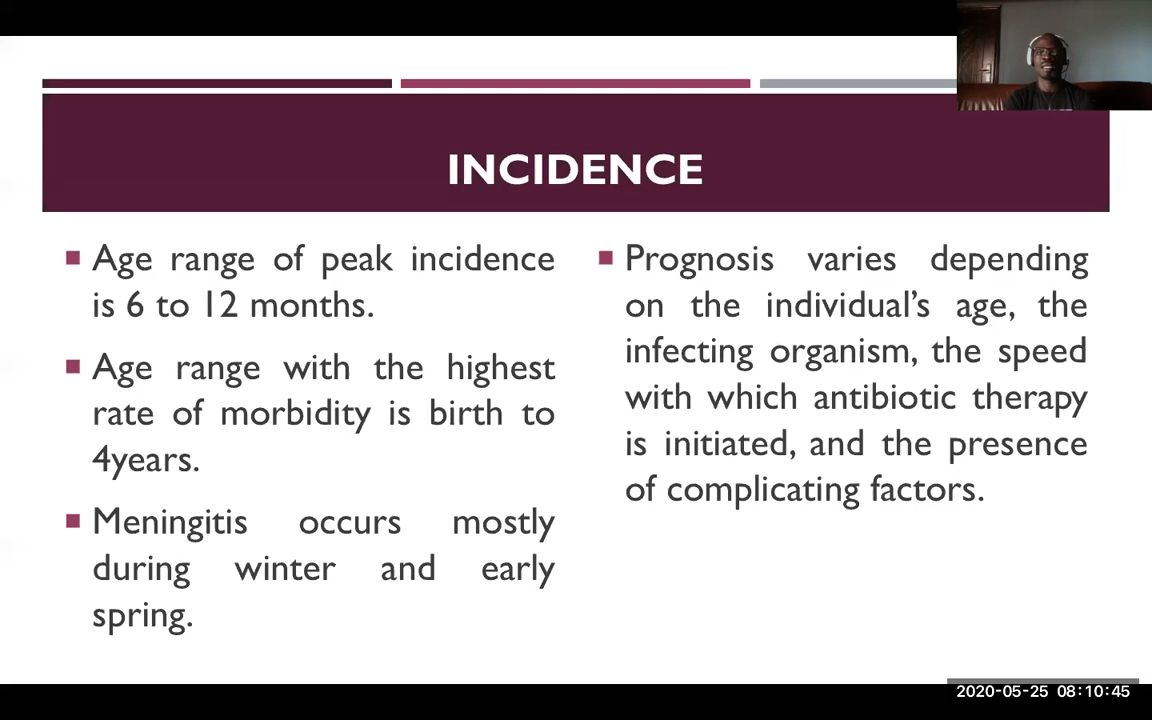 INCIDENCE
Age range of peak incidence
is 6 to 12 months.
Age range with the highest
rate of morbidity is birth to
4years.
Meningitis occurs mostly
during winter and early
spring.
Prognosis varies depending
on the individual’s age, the
infecting organism, the speed
with which antibiotic therapy
is initiated, and the presence
of complicating factors.
2020-05-25 08:10:45